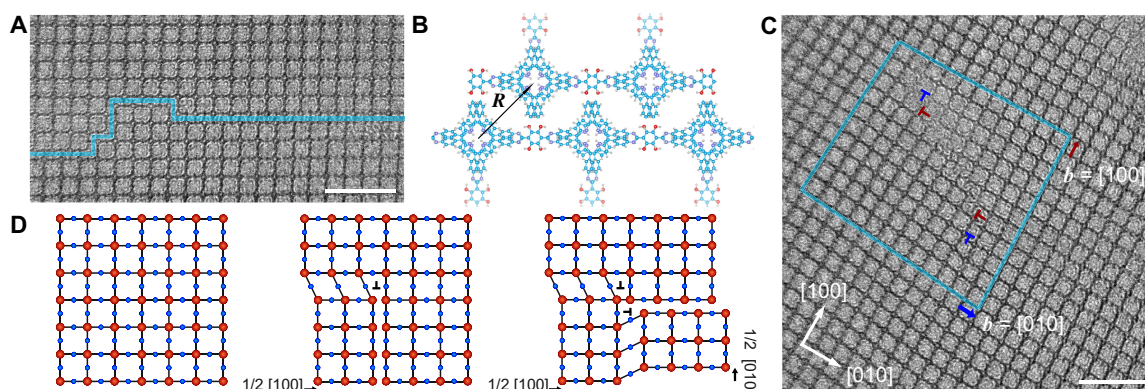 A
B
R
C
b = [100]
b = [010]
[100]
[010]
D
1/2 [100]
1/2 [100]
1/2 [010]